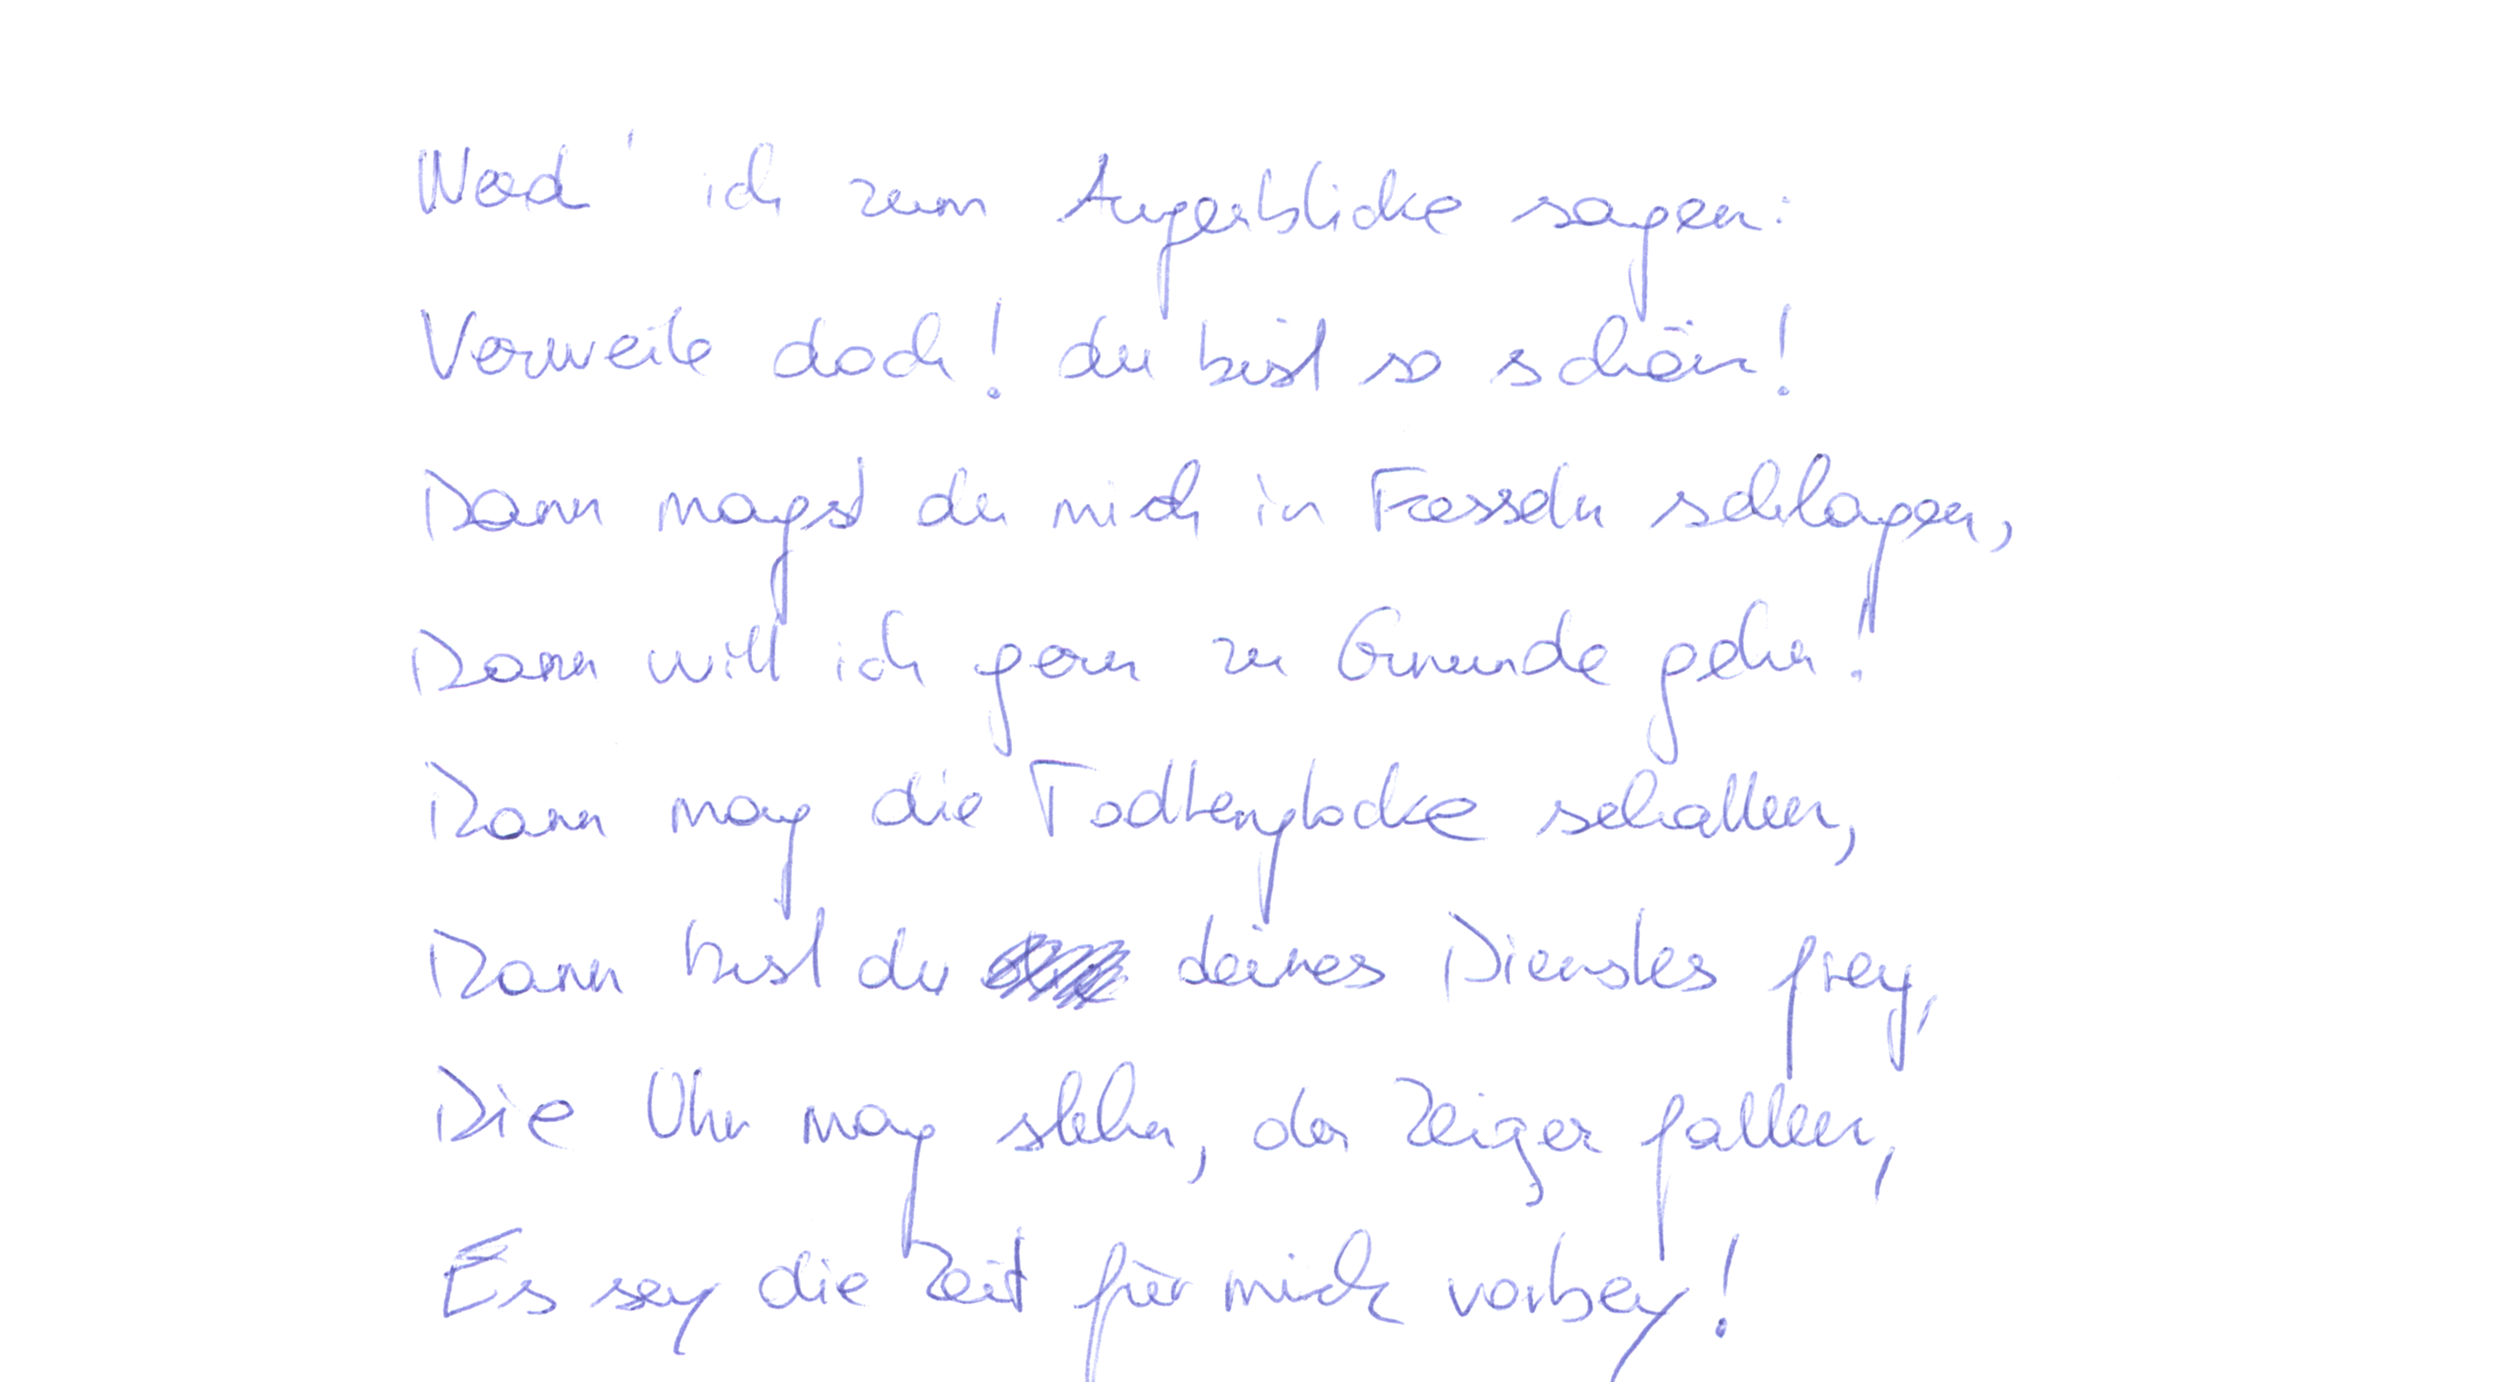 Werd' ich zum Augenblicke sagen:
Verweile doch! du bist so schön!
Dann magst du mich in Fesseln schlagen,
Dann will ich gern zu Grunde gehn!
Dann mag die Todtenglocke schallen,
Dann bist du deines Dienstes frey,
Die Uhr mag stehen, der Zeiger fallen,
Es sey die Zeit für mich vorbey!